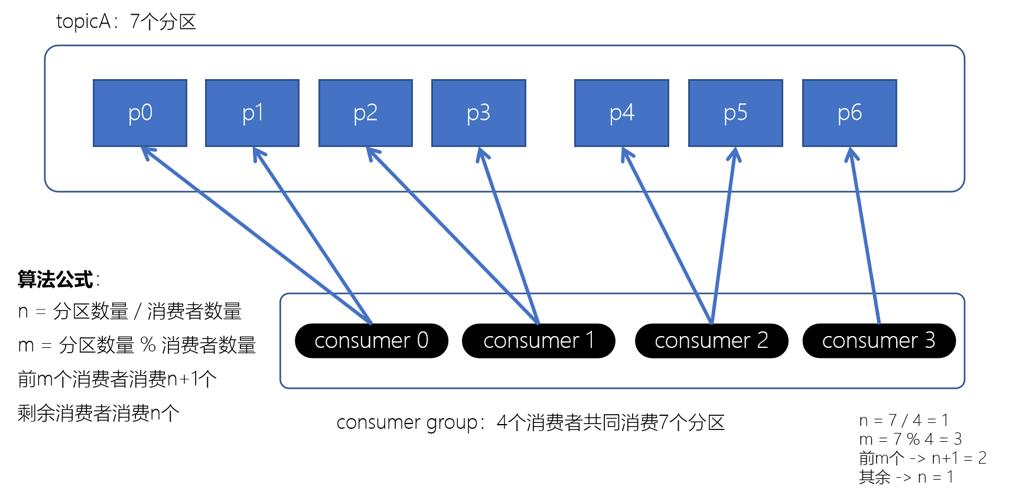 topicA：7个分区
p0 p1 p2 p3 p4 p5 p6
算法公式：
n = 分区数量 / 消费者数量
m = 分区数量 % 消费者数量
前m个消费者消费n+1个
剩余消费者消费n个
consumer 0 consumer 1 consumer 2 consumer 3
consumer group：4个消费者共同消费7个分区
n = 7 / 4 = 1
m = 7 % 4 = 3
前m个 -> n+1 = 2
其余 -> n = 1